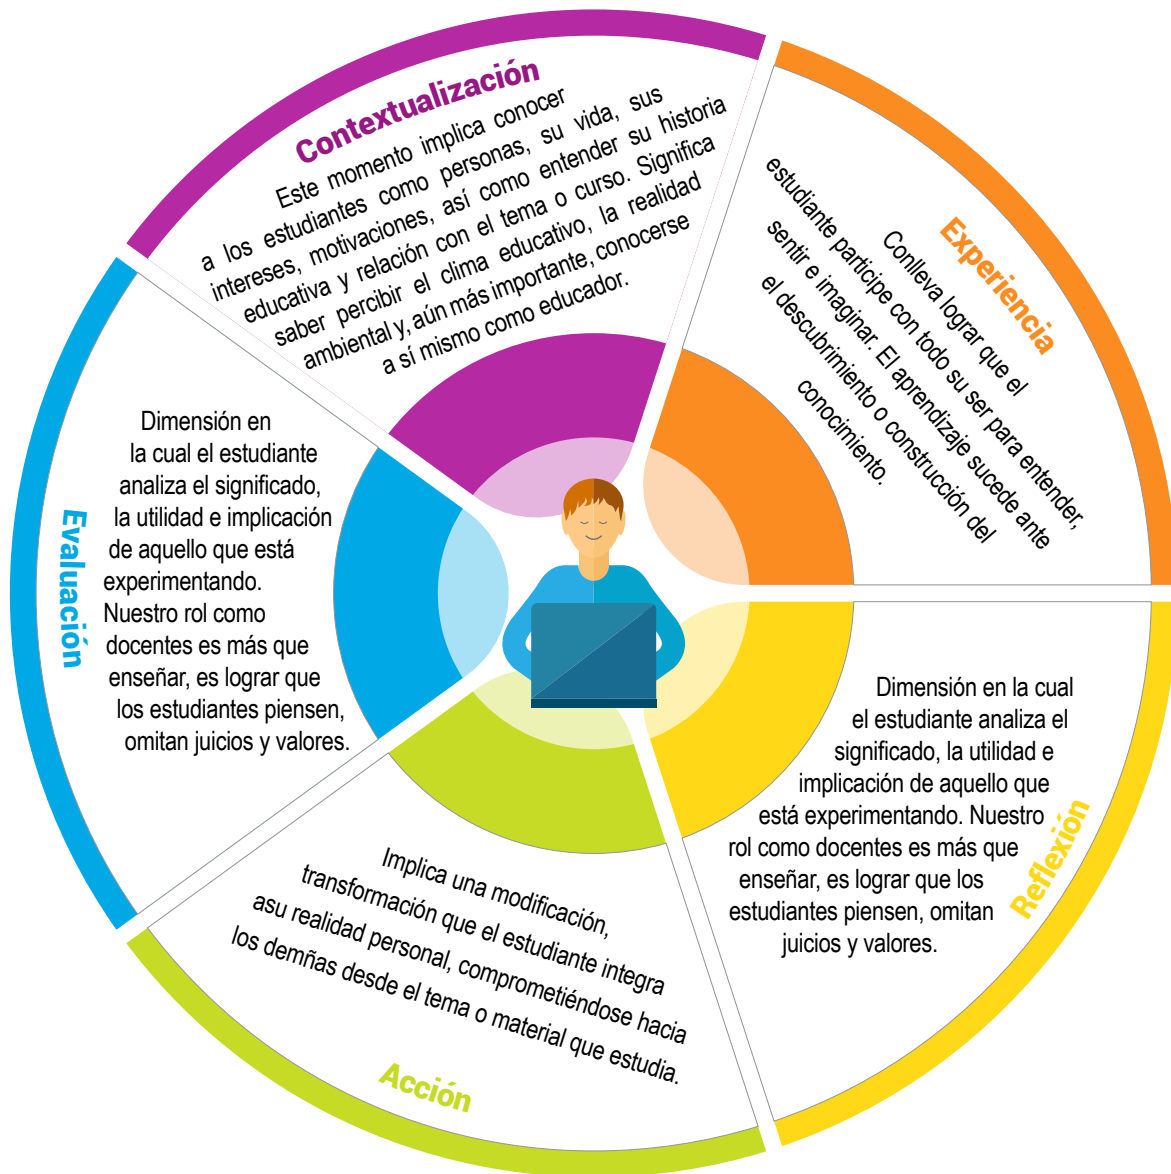 Contextualización
Este momento implica conocer
a los estudiantes como personas, su vida, sus
intereses, motivaciones, así como entender su historia
educativa y relación con el tema o curso. Significa
saber percibir el clima educativo, la realidad
ambiental y, aún más importante, conocerse
a sí mismo como educador.
Experiencia
Conlleva lograr que el
estudiante participe con todo su ser para entender,
sentir e imaginar. El aprendizaje sucede ante
el descubrimiento o construcción del
conocimiento.
Reflexión
Dimensión en la cual
el estudiante analiza el
significado, la utilidad e
implicación de aquello que
está experimentando. Nuestro
rol como docentes es más que
enseñar, es lograr que los
estudiantes piensen, omitan
juicios y valores.
Implica una modificación,
transformación que el estudiante integra
asu realidad personal, comprometiéndose hacia
los demñas desde el tema o material que estudia.
Acción
Evaluación
Dimensión en
la cual el estudiante
analiza el significado,
la utilidad e implicación
de aquello que está
experimentando.
Nuestro rol como
docentes es más que
enseñar, es lograr que
los estudiantes piensen,
omitan juicios y valores.